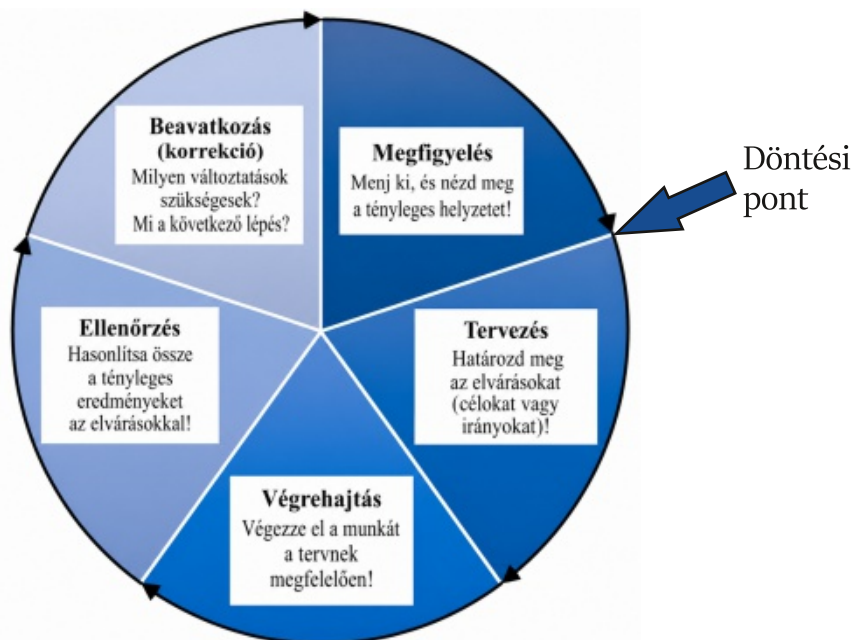 Beavatkozás
(korrekció)
Milyen változtatások
szükségesek?
Mi a következő lépés?
Megfigyelés
Menj ki, és nézd meg
a tényleges helyzetet!
Döntési
pont
Tervezés
Határozd meg
az elvárásokat
(célokat vagy
irányokat)!
Végrehajtás
Végezze el a munkát
a tervnek
megfelelően!
Ellenőrzés
Hasonlítsa össze
a tényleges
eredményeket
az elvárásokkal!